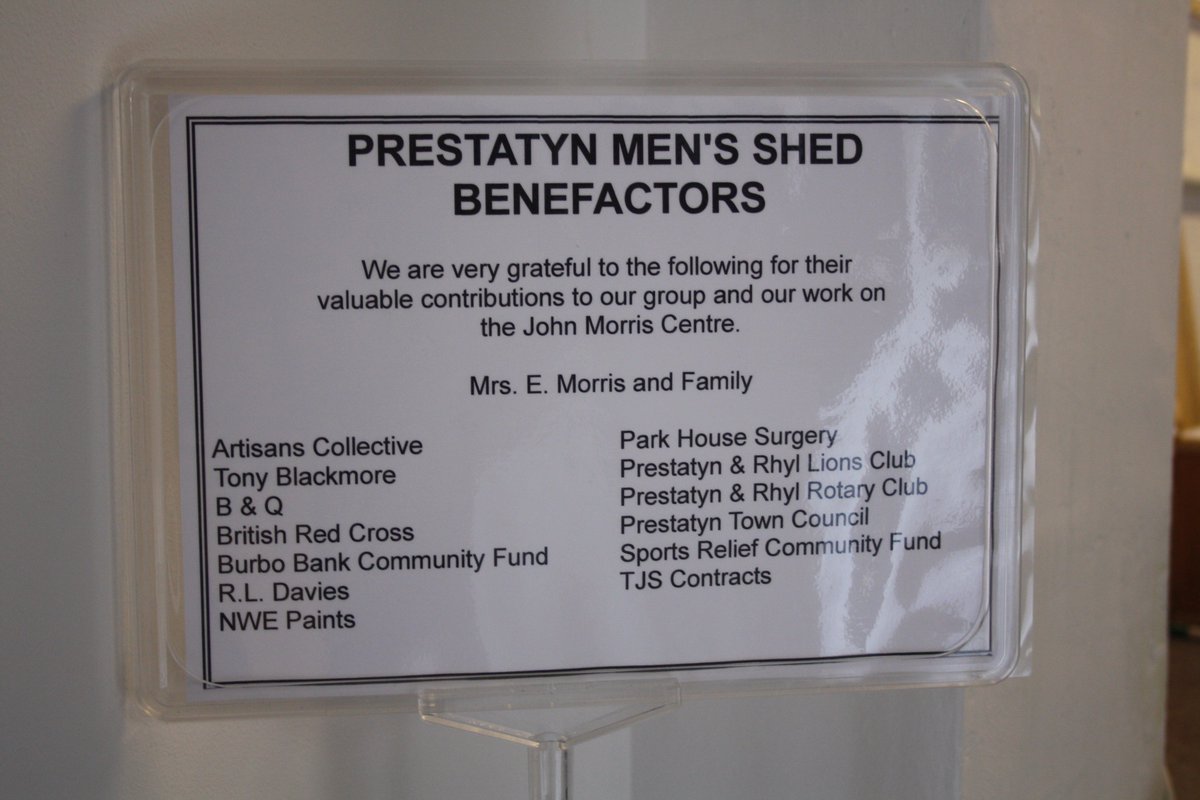 PRESTATYN MEN'S SHED
BENEFACTORS
We are very grateful to the following for their
valuable contributions to our group and our work on
the John Morris Centre.
Mrs. E. Morris and Family
Artisans Collective
Tony Blackmore
B & Q
British Red Cross
Burbo Bank Community Fund
R.L. Davies
NWE Paints
Park House Surgery
Prestatyn & Rhyl Lions Club
Prestatyn & Rhyl Rotary Club
Prestatyn Town Council
Sports Relief Community Fund
TJS Contracts